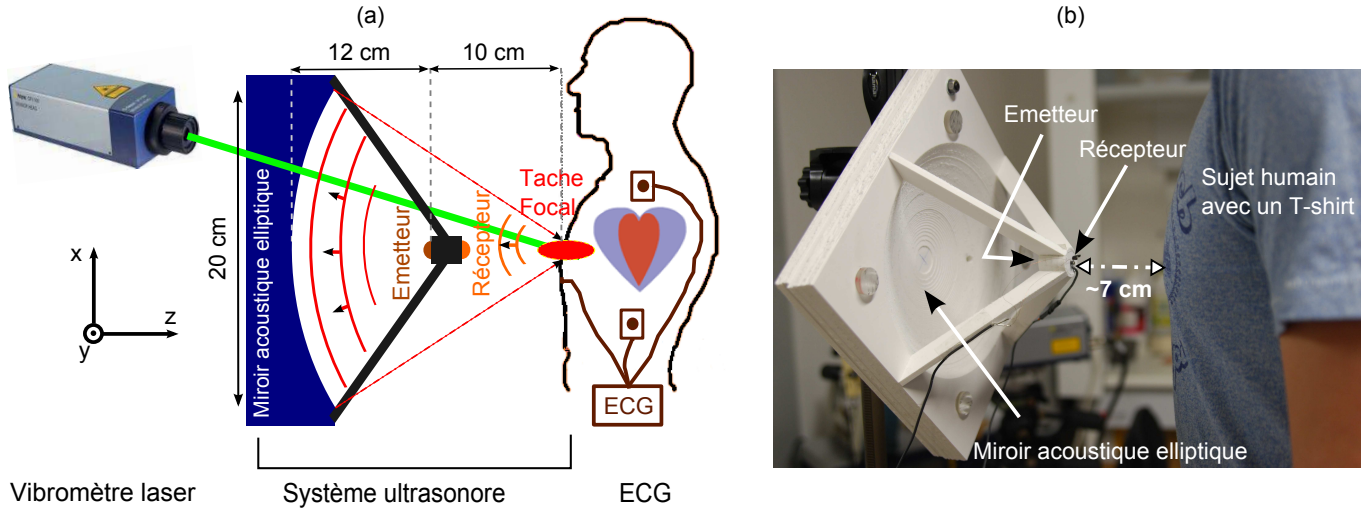 (a)
(b)
12 cm
10 cm
20 cm
Miroir acoustique elliptique
Emetteur
Récepteur
Tache
Focal
x
z
y
ECG
Vibromètre laser
Système ultrasonore
ECG
Emetteur
Récepteur
Sujet humain
avec un T-shirt
~7 cm
Miroir acoustique elliptique